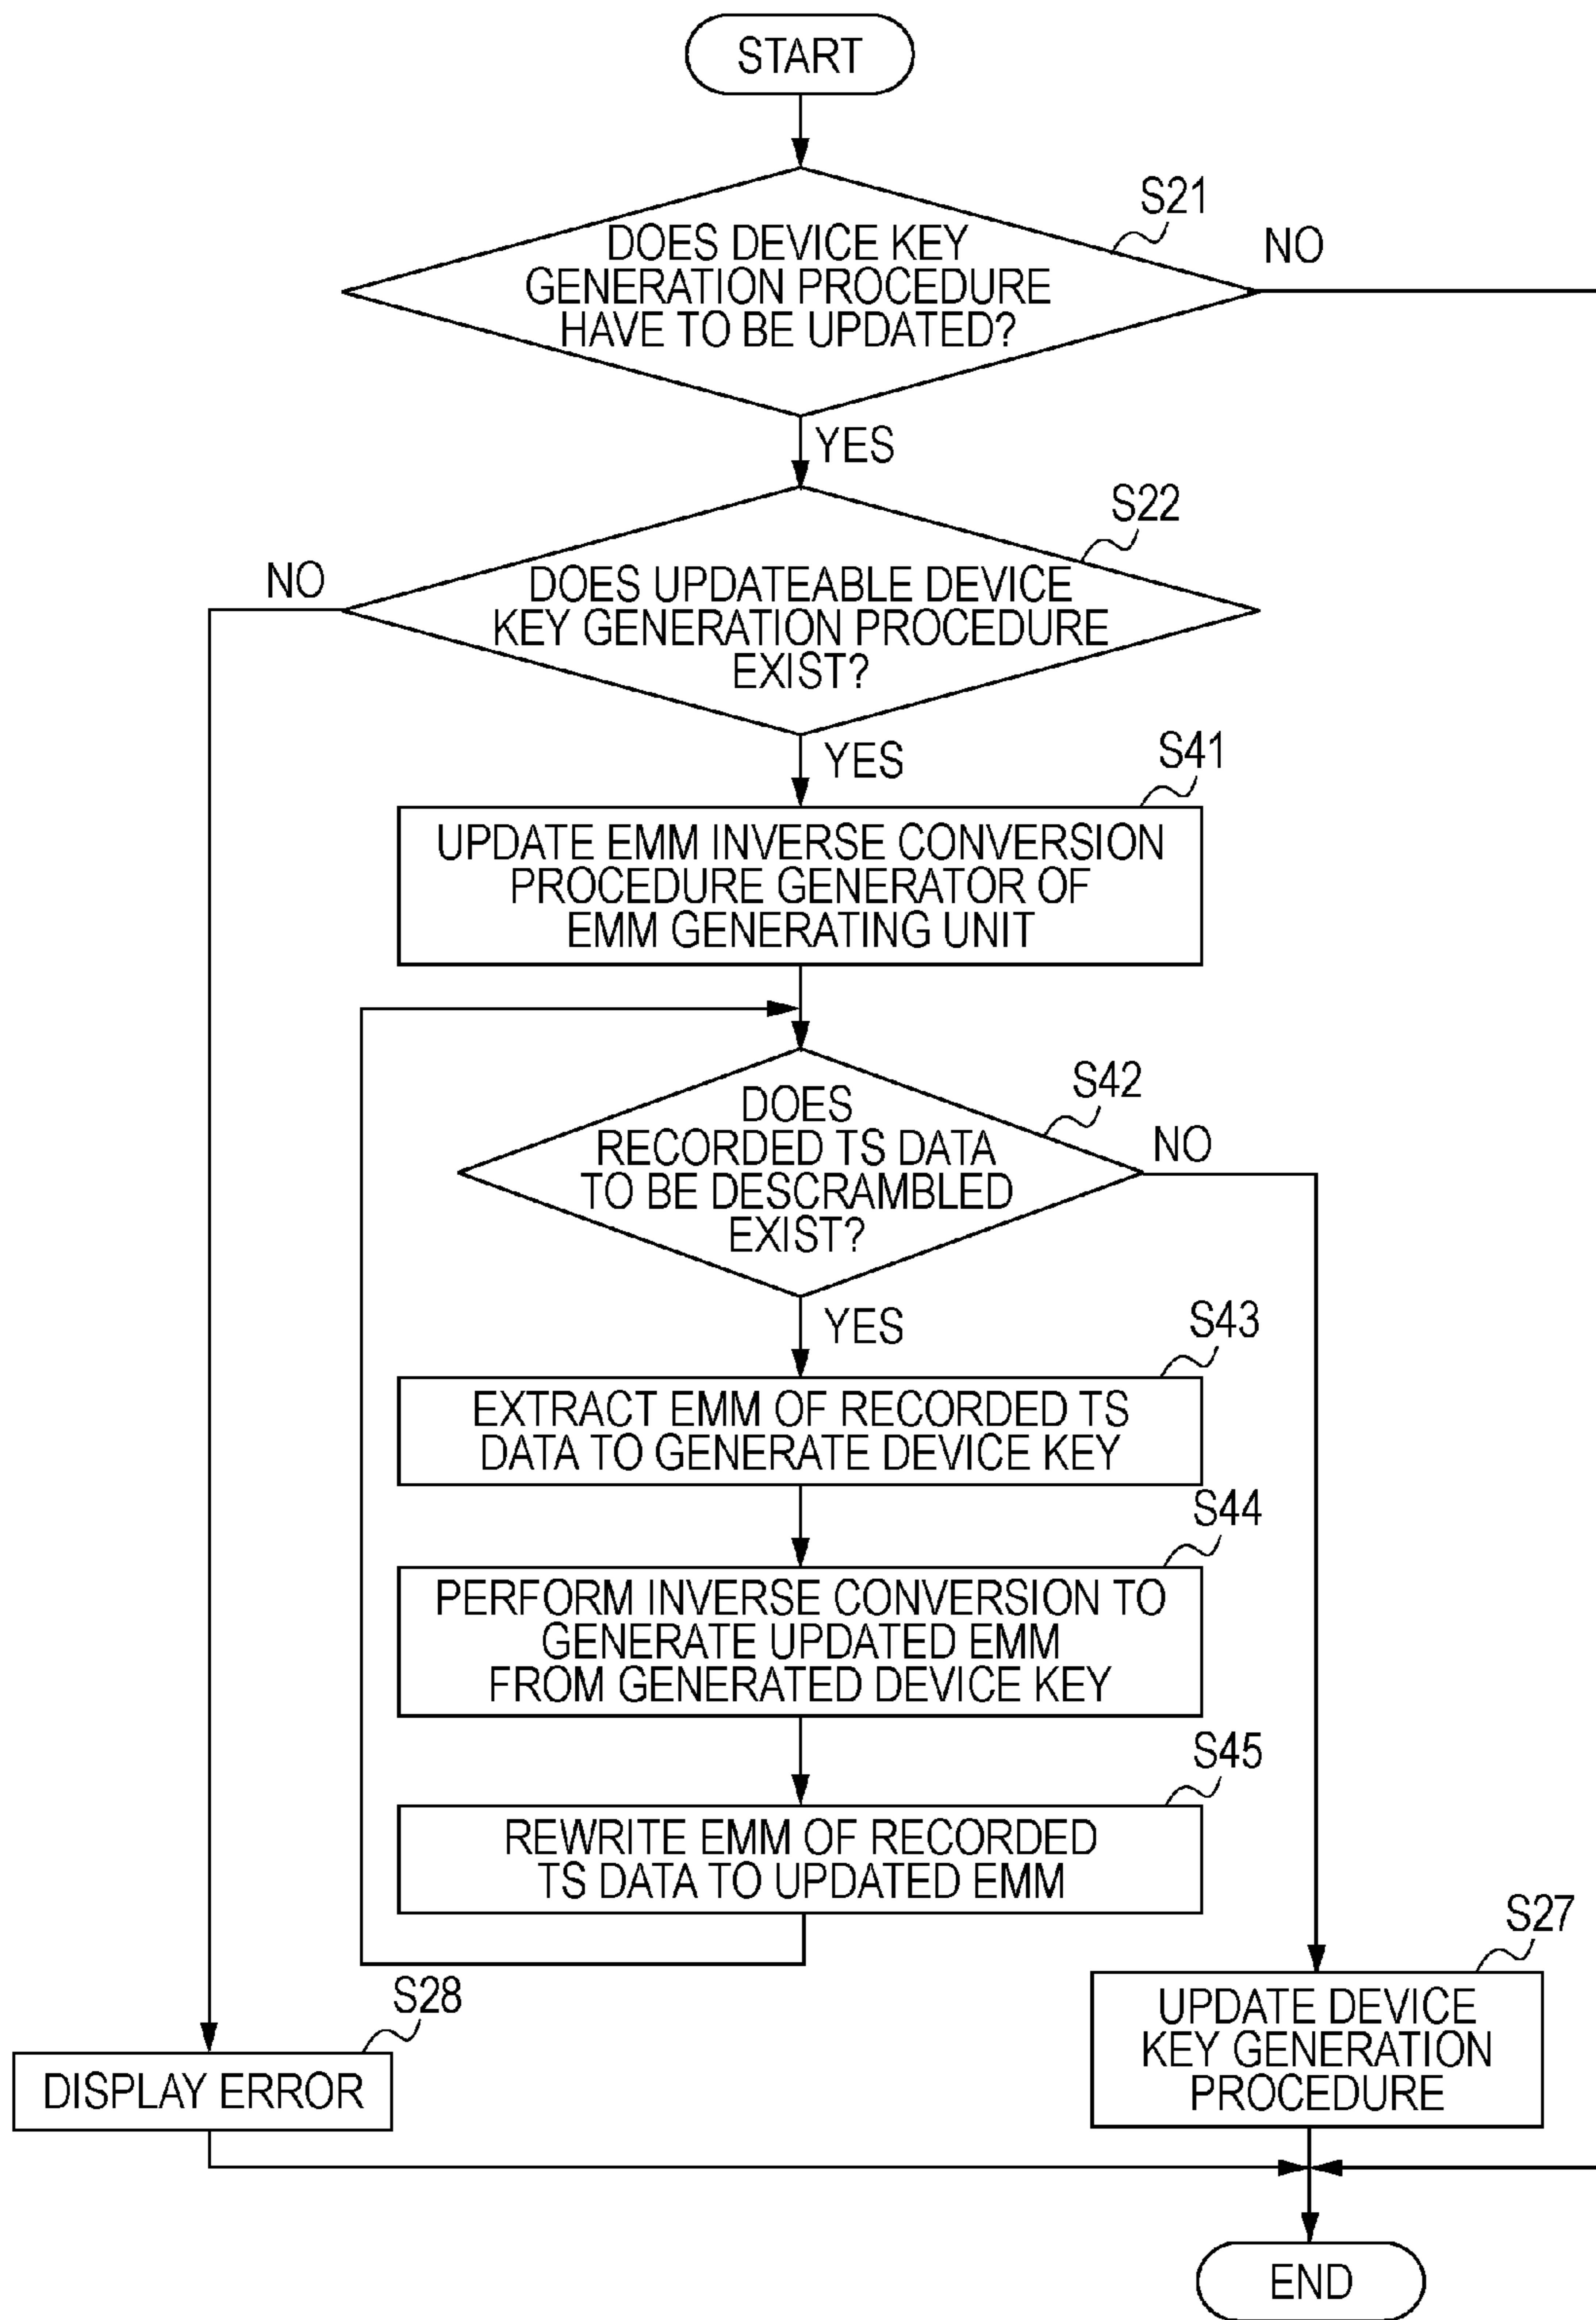 START
S21
DOES DEVICE KEY
GENERATION PROCEDURE
HAVE TO BE UPDATED?
NO
YES
S22
NO
DOES UPDATEABLE DEVICE
KEY GENERATION PROCEDURE
EXIST?
YES
S41
UPDATE EMM INVERSE CONVERSION
PROCEDURE GENERATOR OF
EMM GENERATING UNIT
S42
DOES
RECORDED TS DATA
TO BE DESCRAMBLED
EXIST?
NO
YES
S43
EXTRACT EMM OF RECORDED TS
DATA TO GENERATE DEVICE KEY
S44
PERFORM INVERSE CONVERSION TO
GENERATE UPDATED EMM
FROM GENERATED DEVICE KEY
S45
REWRITE EMM OF RECORDED
TS DATA TO UPDATED EMM
S27
UPDATE DEVICE
KEY GENERATION
PROCEDURE
S28
DISPLAY ERROR
END